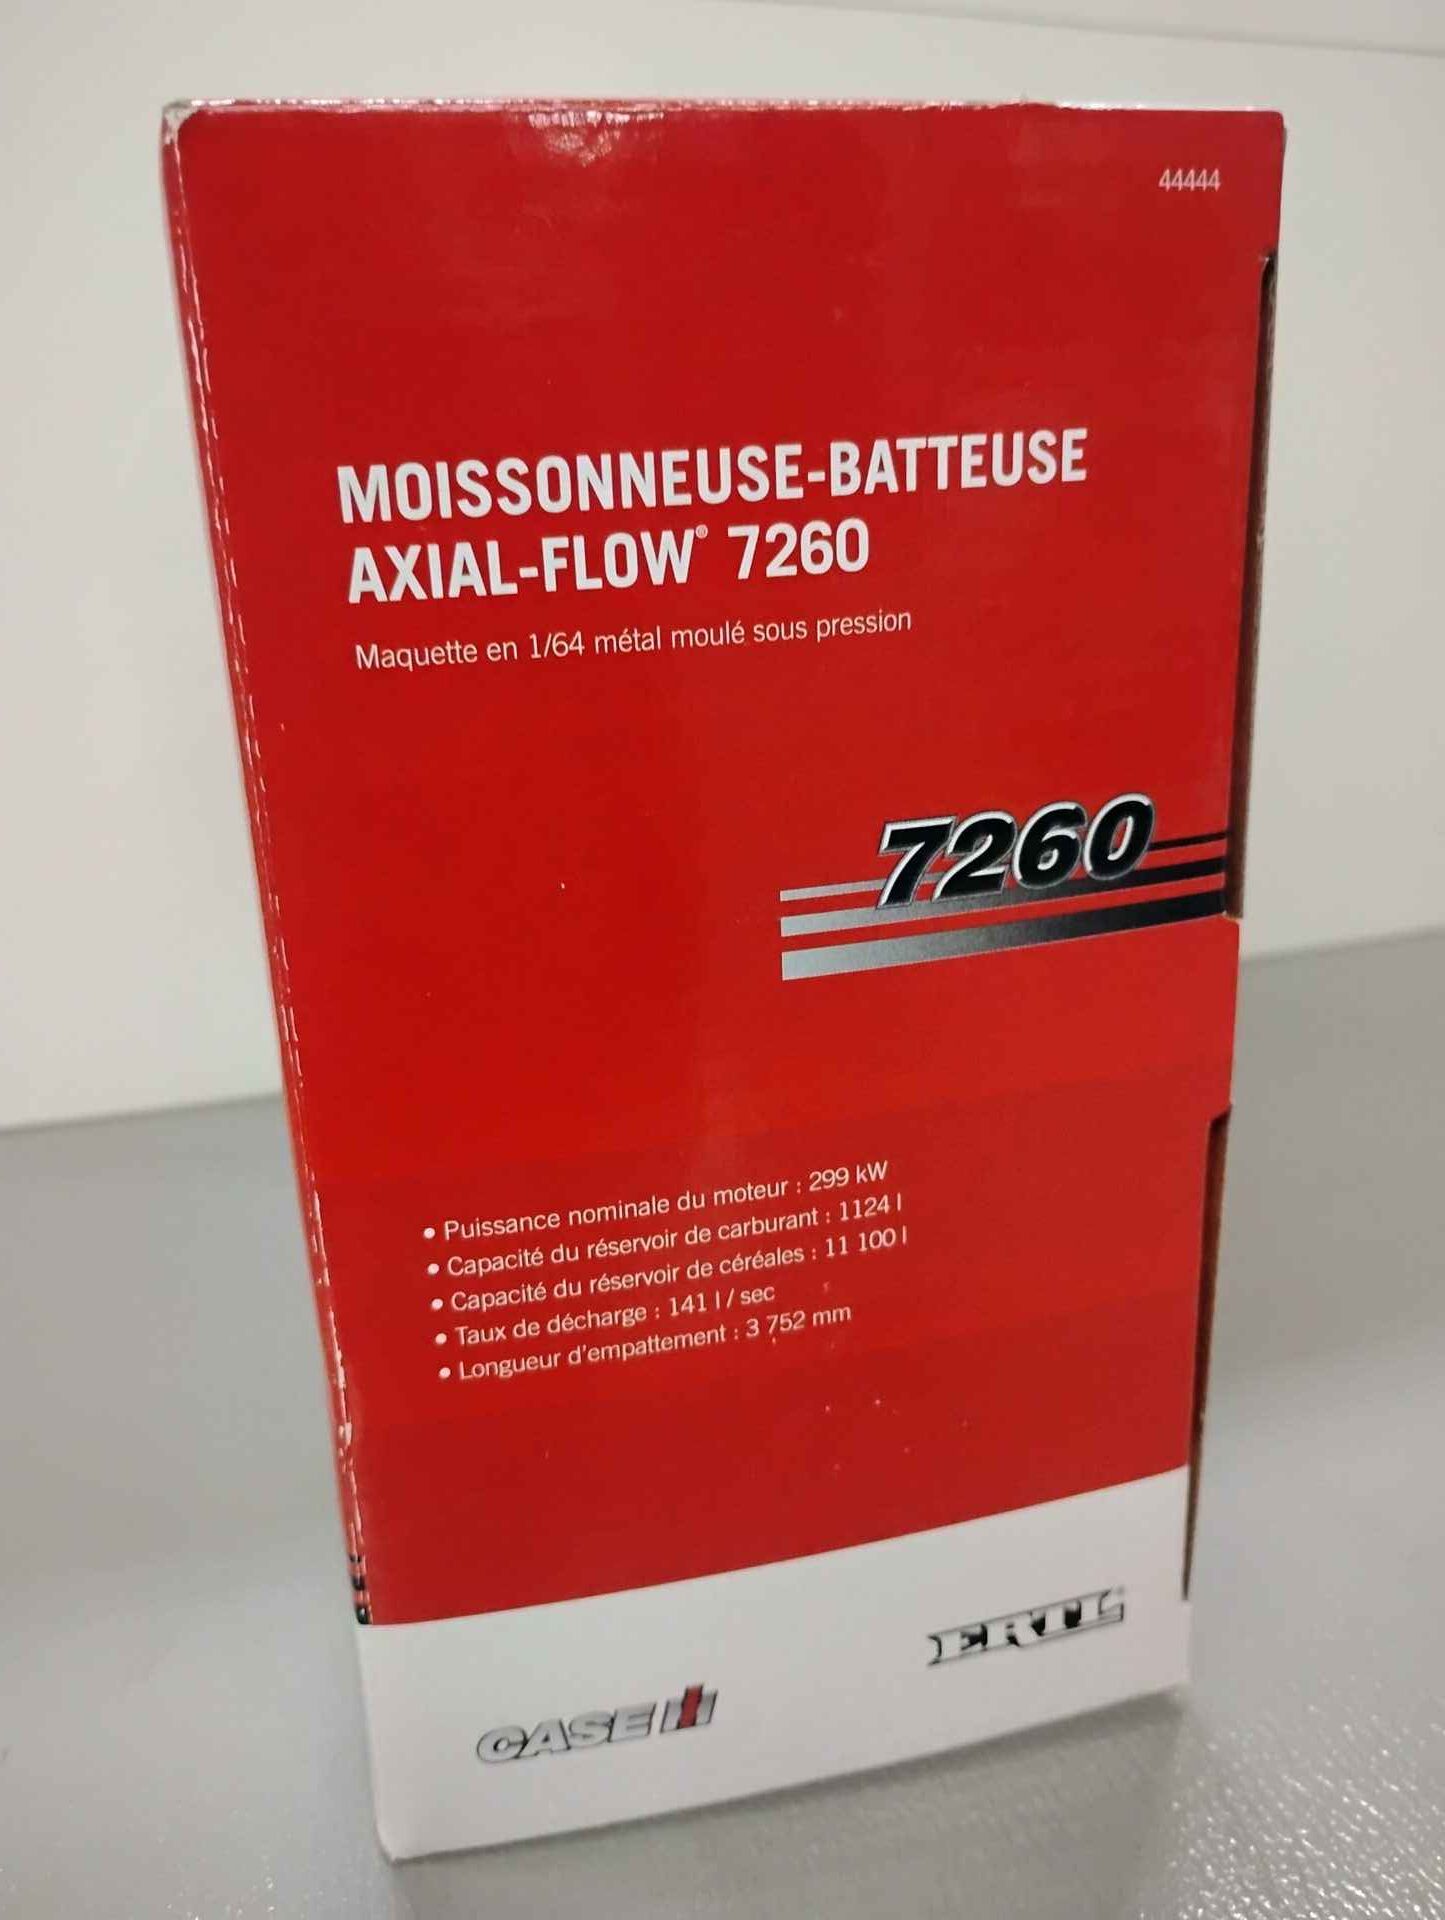 44444
MOISSONNEUSE-BATTEUSE
AXIAL-FLOW® 7260
Maquette en 1/64 métal moulé sous pression
7260
• Puissance nominale du moteur : 299 kW
• Capacité du réservoir de carburant : 1124 l
• Capacité du réservoir de céréales : 11 100 l
• Taux de décharge : 141 l / sec
• Longueur d'empattement : 3 752 mm
ERTL
CASE IH